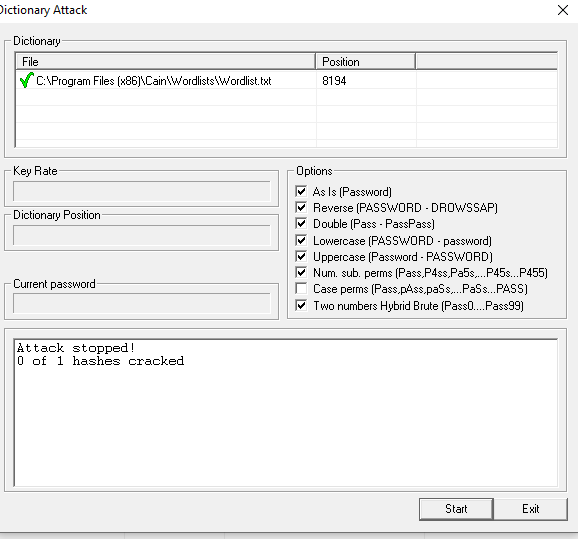 Dictionary Attack
Dictionary
File Position
C:\Program Files (x86)\Cain\Wordlists\Wordlist.txt 8194
Key Rate
Dictionary Position
Current password
Options
As Is (Password)
Reverse (PASSWORD - DROWSSAP)
Double (Pass - PassPass)
Lowercase (PASSWORD - password)
Uppercase (Password - PASSWORD)
Num. sub. perms (Pass,P4ss,Pa5s,...P45s...P455)
Case perms (Pass,pAss,paSs,...PaSs...PASS)
Two numbers Hybrid Brute (Pass0....Pass99)
Attack stopped!
0 of 1 hashes cracked
Start Exit